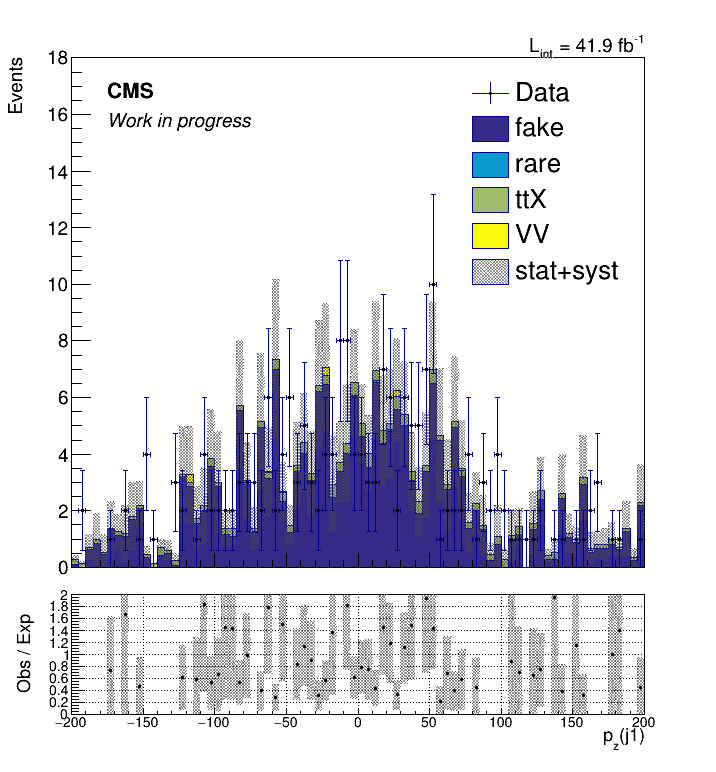 L_int = 41.9 fb^-1
Events
18
16
14
12
10
8
6
4
2
0
CMS
Work in progress
Data
fake
rare
ttX
VV
stat+syst
Obs / Exp
2
1.8
1.6
1.4
1.2
1
0.8
0.6
0.4
0.2
0
−200 −150 −100 −50 0 50 100 150 200
p_z(j1)